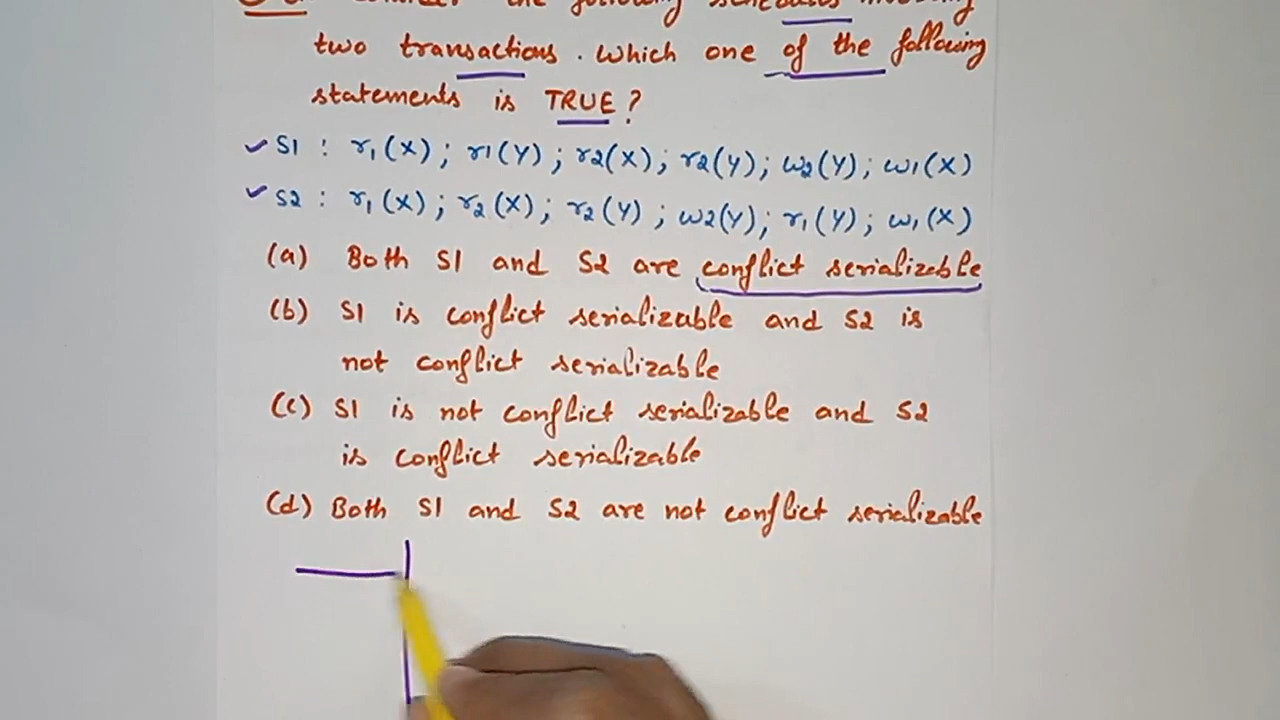 the following schedules
two transactions. Which one of the following
statements is TRUE?
S1 : r1(X); r1(Y); r2(X); r2(Y); w2(Y); w1(X)
S2 : r1(X); r2(X); r2(Y); w2(Y); r1(Y); w1(X)
(a) Both S1 and S2 are conflict serializable
(b) S1 is conflict serializable and S2 is
not conflict serializable
(c) S1 is not conflict serializable and S2
is conflict serializable
(d) Both S1 and S2 are not conflict serializable